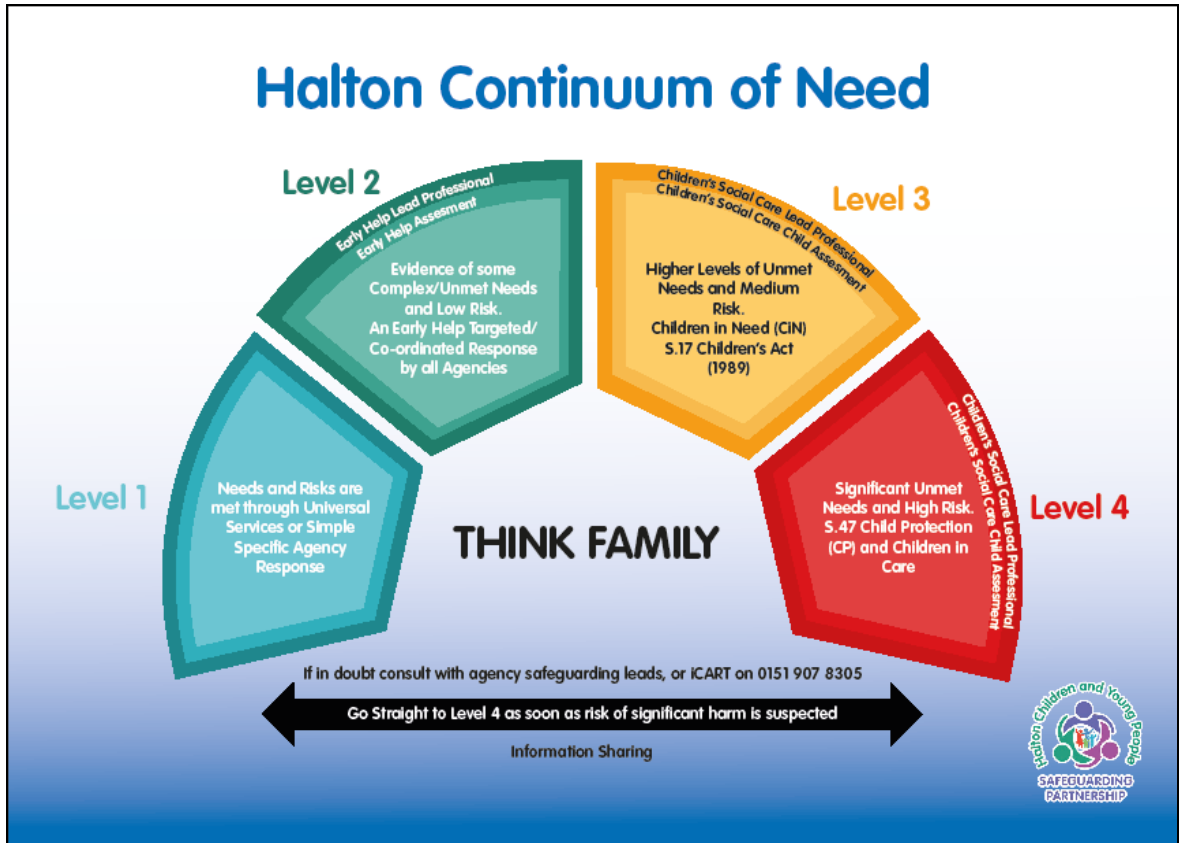 Halton Continuum of Need
Level 1
Needs and Risks are
met through Universal
Services or Simple
Specific Agency
Response
Level 2
Early Help Lead Professional
Early Help Assesment
Evidence of some
Complex/Unmet Needs
and Low Risk.
An Early Help Targeted/
Co-ordinated Response
by all Agencies
Level 3
Children's Social Care Lead Professional
Children's Social Care Child Assesment
Higher Levels of Unmet
Needs and Medium
Risk.
Children in Need (CiN)
S.17 Children's Act
(1989)
Level 4
Children's Social Care Lead Professional
Children's Social Care Child Assesment
Significant Unmet
Needs and High Risk.
S.47 Child Protection
(CP) and Children in
Care
THINK FAMILY
If in doubt consult with agency safeguarding leads, or iCART on 0151 907 8305
Go Straight to Level 4 as soon as risk of significant harm is suspected
Information Sharing
Halton Children and Young People
SAFEGUARDING
PARTNERSHIP